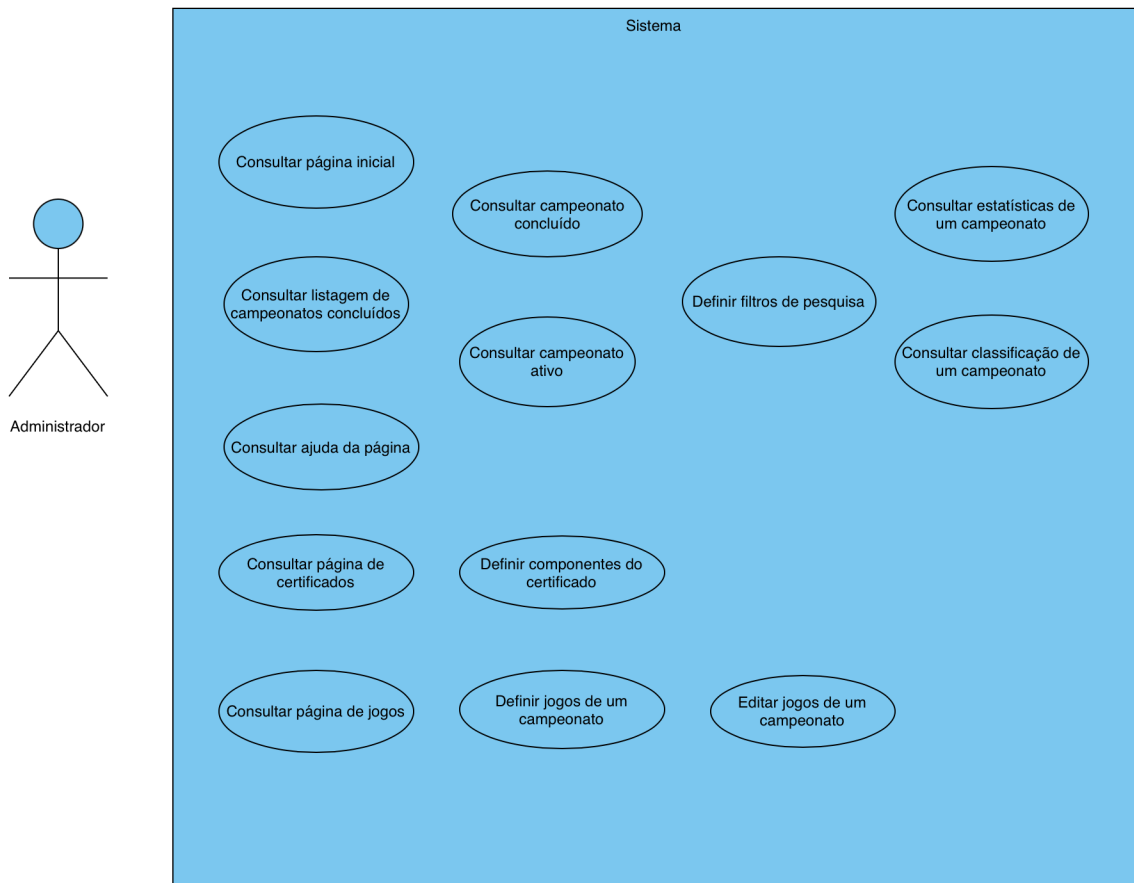 Sistema
Consultar página inicial
Consultar campeonato
concluído
Consultar estatísticas de
um campeonato
Consultar listagem de
campeonatos concluídos
Definir filtros de pesquisa
Consultar campeonato
ativo
Consultar classificação de
um campeonato
Administrador
Consultar ajuda da página
Consultar página de
certificados
Definir componentes do
certificado
Consultar página de jogos
Definir jogos de um
campeonato
Editar jogos de um
campeonato